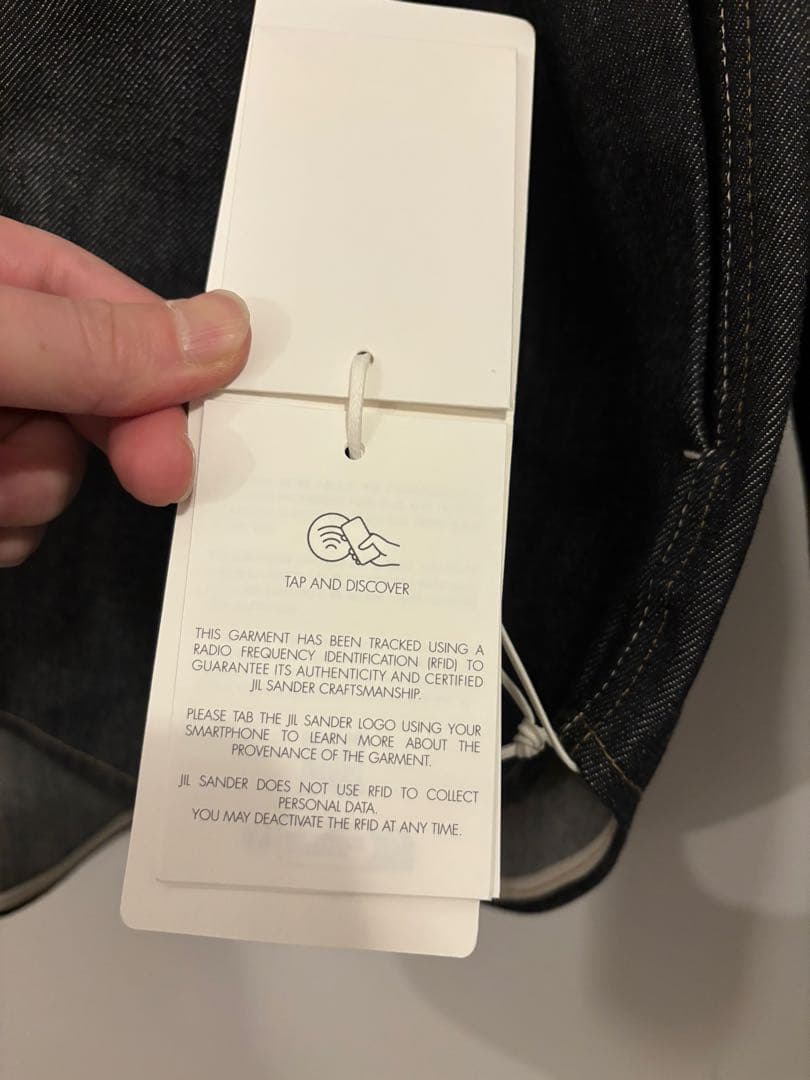 TAP AND DISCOVER
THIS GARMENT HAS BEEN TRACKED USING A
RADIO FREQUENCY IDENTIFICATION (RFID) TO
GUARANTEE ITS AUTHENTICITY AND CERTIFIED
JIL SANDER CRAFTSMANSHIP.
PLEASE TAB THE JIL SANDER LOGO USING YOUR
SMARTPHONE TO LEARN MORE ABOUT THE
PROVENANCE OF THE GARMENT.
JIL SANDER DOES NOT USE RFID TO COLLECT
PERSONAL DATA.
YOU MAY DEACTIVATE THE RFID AT ANY TIME.